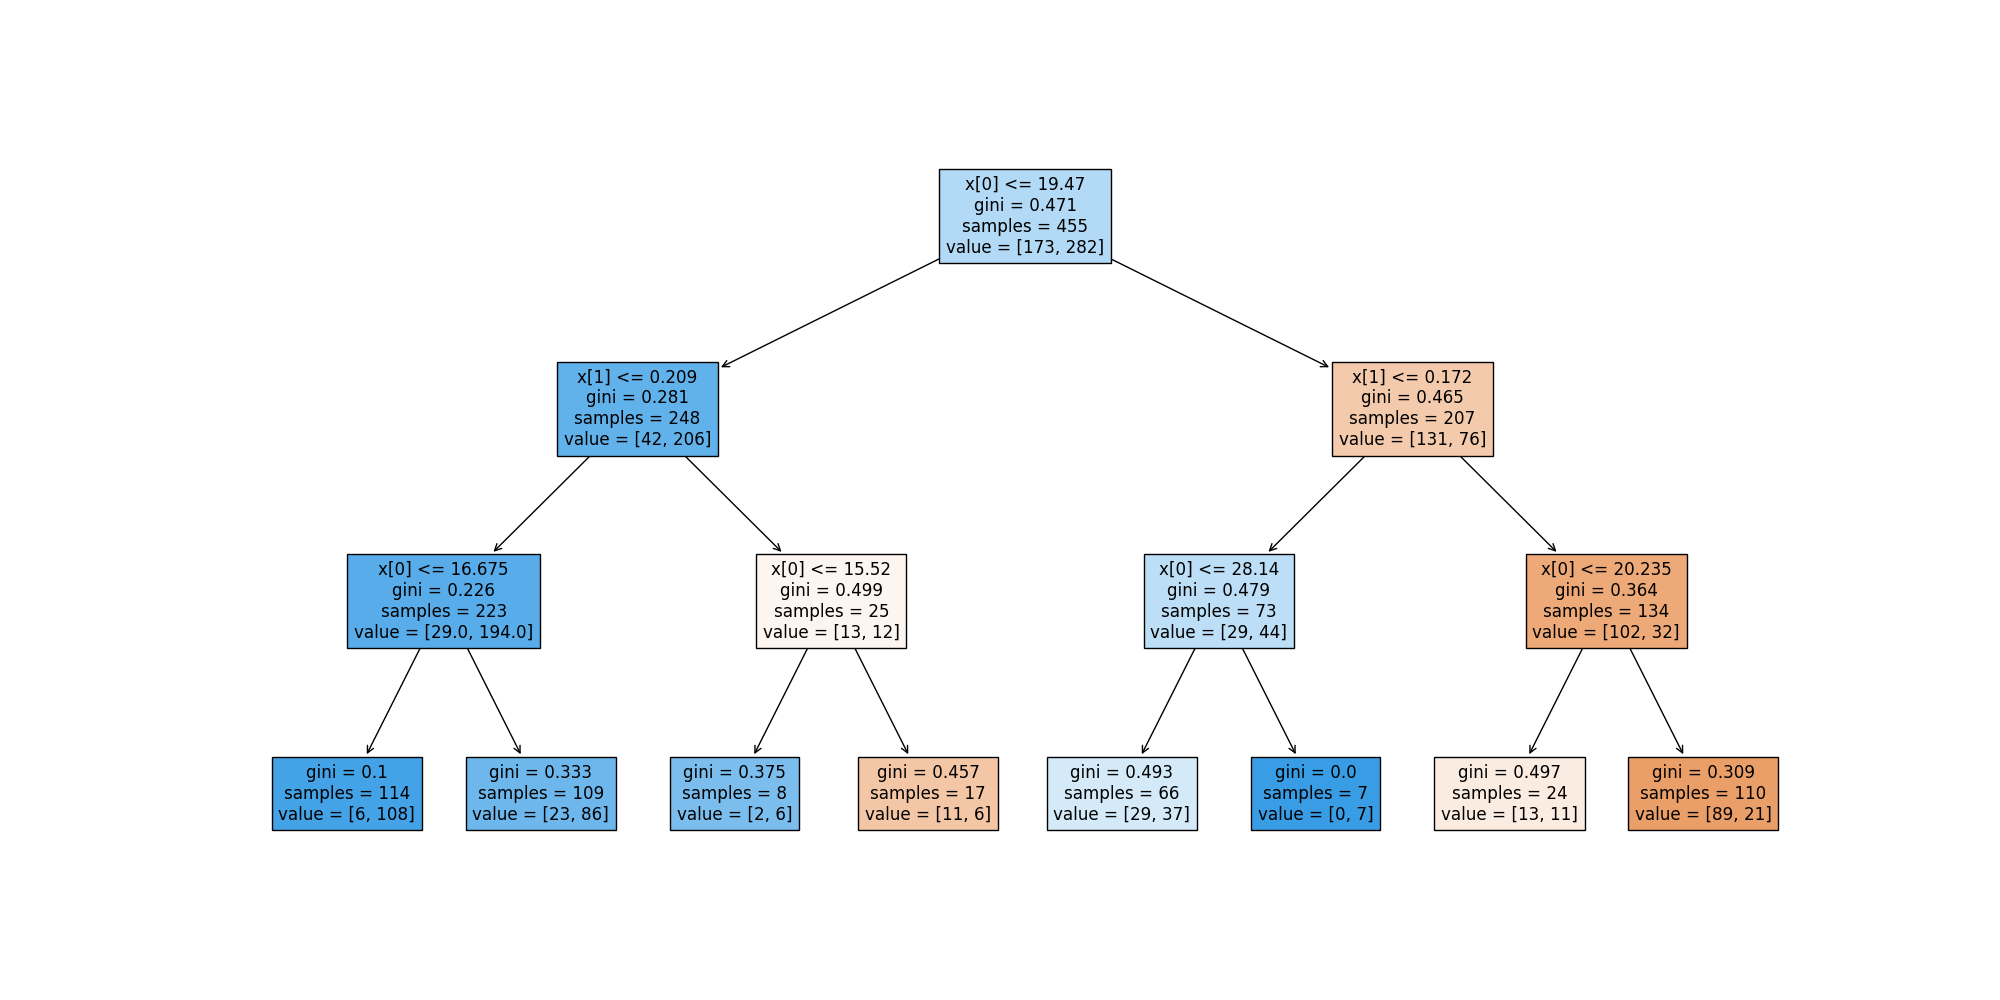 x[0] <= 19.47
gini = 0.471
samples = 455
value = [173, 282]
x[1] <= 0.209
gini = 0.281
samples = 248
value = [42, 206]
x[1] <= 0.172
gini = 0.465
samples = 207
value = [131, 76]
x[0] <= 16.675
gini = 0.226
samples = 223
value = [29.0, 194.0]
x[0] <= 15.52
gini = 0.499
samples = 25
value = [13, 12]
x[0] <= 28.14
gini = 0.479
samples = 73
value = [29, 44]
x[0] <= 20.235
gini = 0.364
samples = 134
value = [102, 32]
gini = 0.1
samples = 114
value = [6, 108]
gini = 0.333
samples = 109
value = [23, 86]
gini = 0.375
samples = 8
value = [2, 6]
gini = 0.457
samples = 17
value = [11, 6]
gini = 0.493
samples = 66
value = [29, 37]
gini = 0.0
samples = 7
value = [0, 7]
gini = 0.497
samples = 24
value = [13, 11]
gini = 0.309
samples = 110
value = [89, 21]